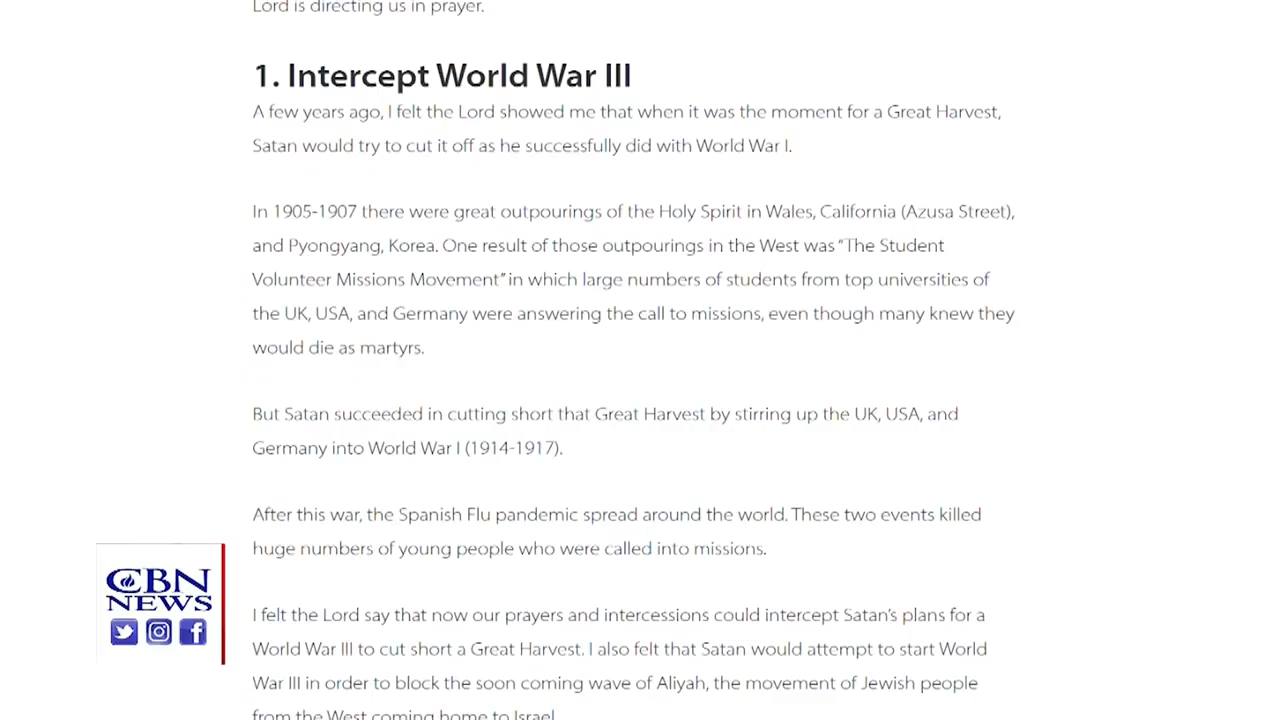 Lord is directing us in prayer.
1. Intercept World War III
A few years ago, I felt the Lord showed me that when it was the moment for a Great Harvest,
Satan would try to cut it off as he successfully did with World War I.
In 1905-1907 there were great outpourings of the Holy Spirit in Wales, California (Azusa Street),
and Pyongyang, Korea. One result of those outpourings in the West was “The Student
Volunteer Missions Movement” in which large numbers of students from top universities of
the UK, USA, and Germany were answering the call to missions, even though many knew they
would die as martyrs.
But Satan succeeded in cutting short that Great Harvest by stirring up the UK, USA, and
Germany into World War I (1914-1917).
After this war, the Spanish Flu pandemic spread around the world. These two events killed
huge numbers of young people who were called into missions.
I felt the Lord say that now our prayers and intercessions could intercept Satan’s plans for a
World War III to cut short a Great Harvest. I also felt that Satan would attempt to start World
War III in order to block the soon coming wave of Aliyah, the movement of Jewish people
from the West coming home to Israel
CBN
NEWS